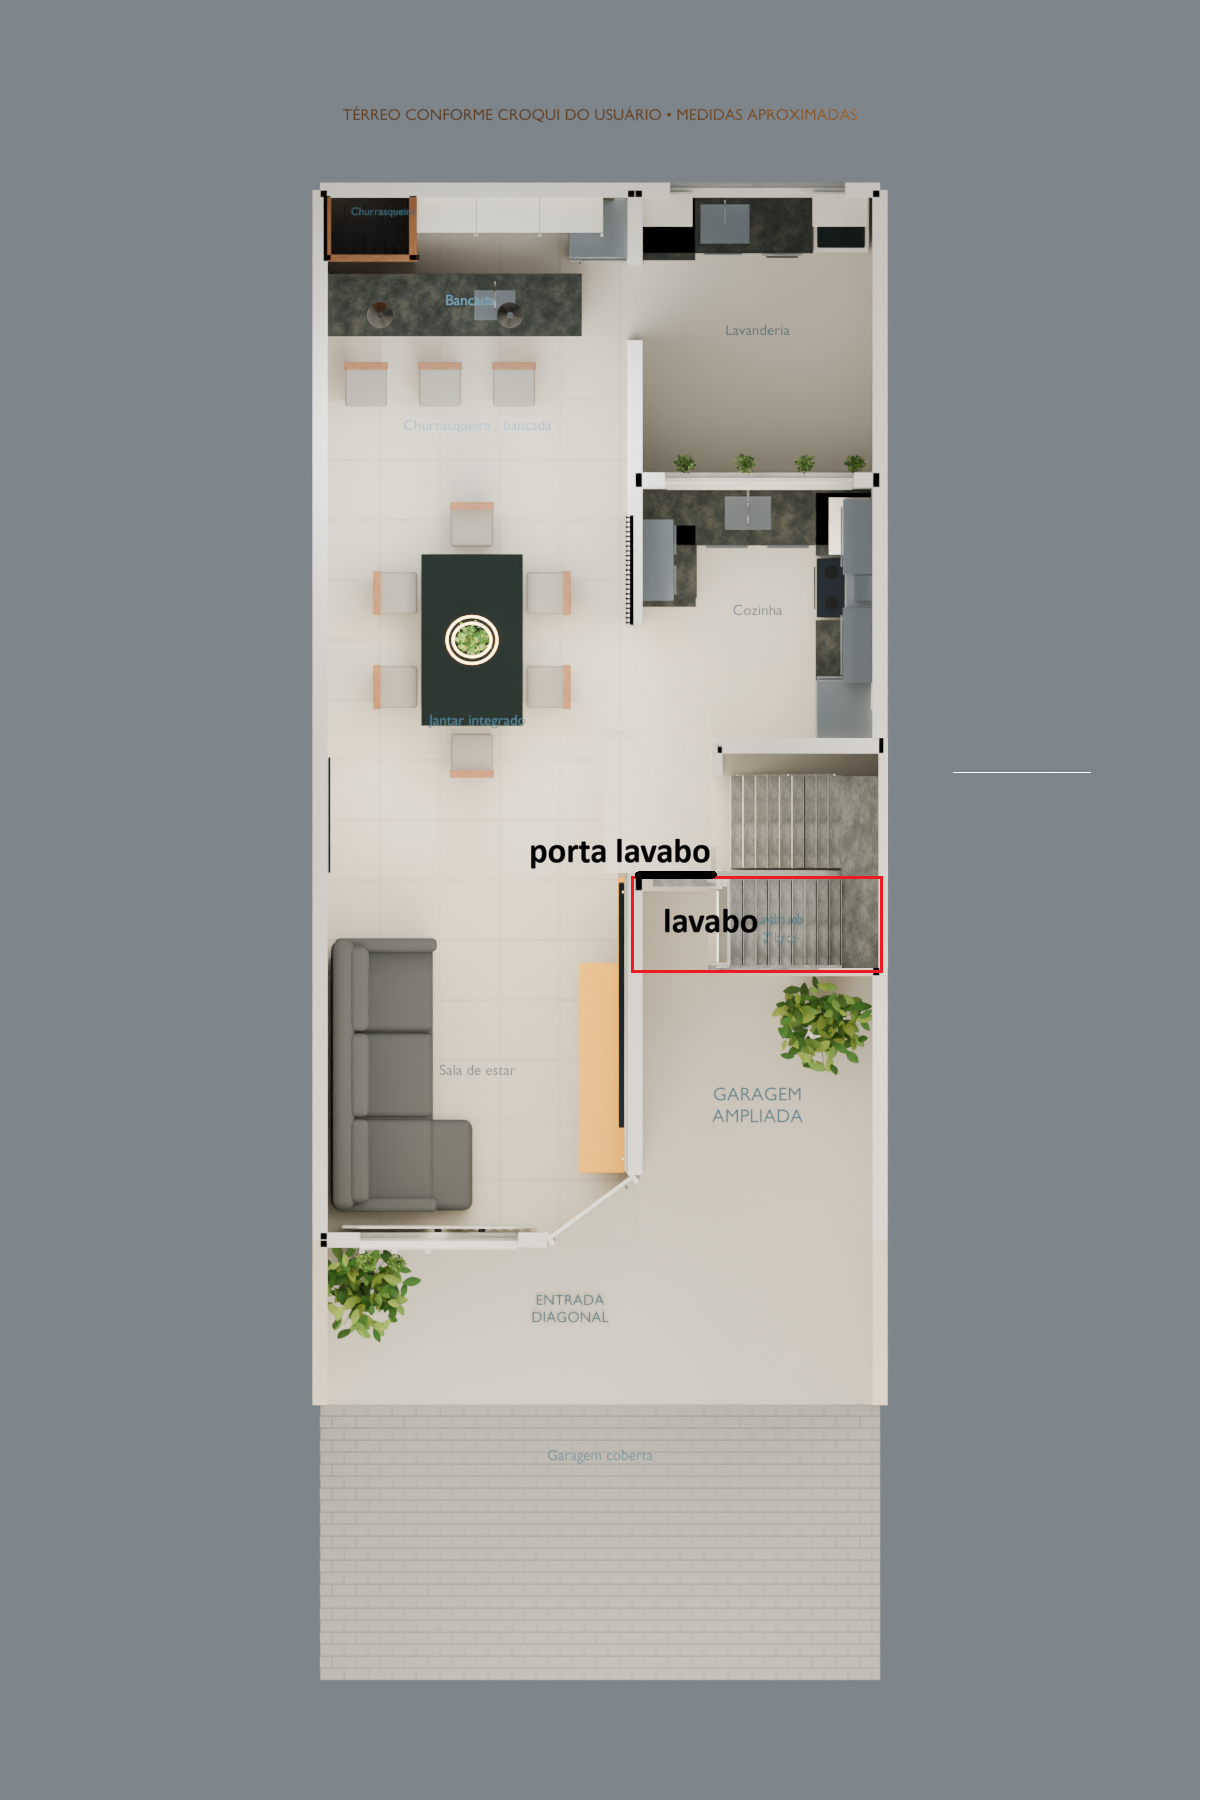 TÉRREO CONFORME CROQUI DO USUÁRIO • MEDIDAS APROXIMADAS
Churrasqueira
Bancada
Lavanderia
Churrasqueira / bancada
Cozinha
Jantar integrado
porta lavabo
lavabo
Sala de estar
GARAGEM
AMPLIADA
ENTRADA
DIAGONAL
Garagem coberta